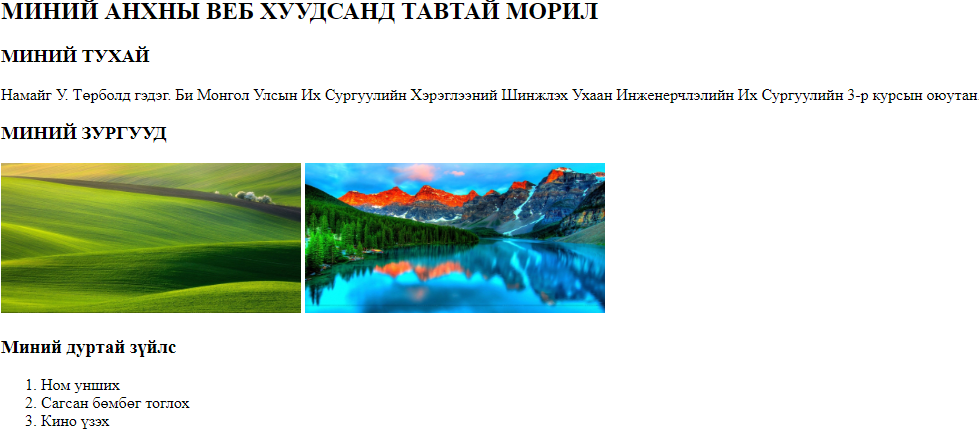 МИНИЙ АНХНЫ ВЕБ ХУУДСАНД ТАВТАЙ МОРИЛ
МИНИЙ ТУХАЙ
Намайг У. Төрболд гэдэг. Би Монгол Улсын Их Сургуулийн Хэрэглээний Шинжлэх Ухаан Инженерчлэлийн Их Сургуулийн 3-р курсын оюутан
МИНИЙ ЗУРГУУД
Миний дуртай зүйлс
1. Ном унших
2. Сагсан бөмбөг тоглох
3. Кино үзэх